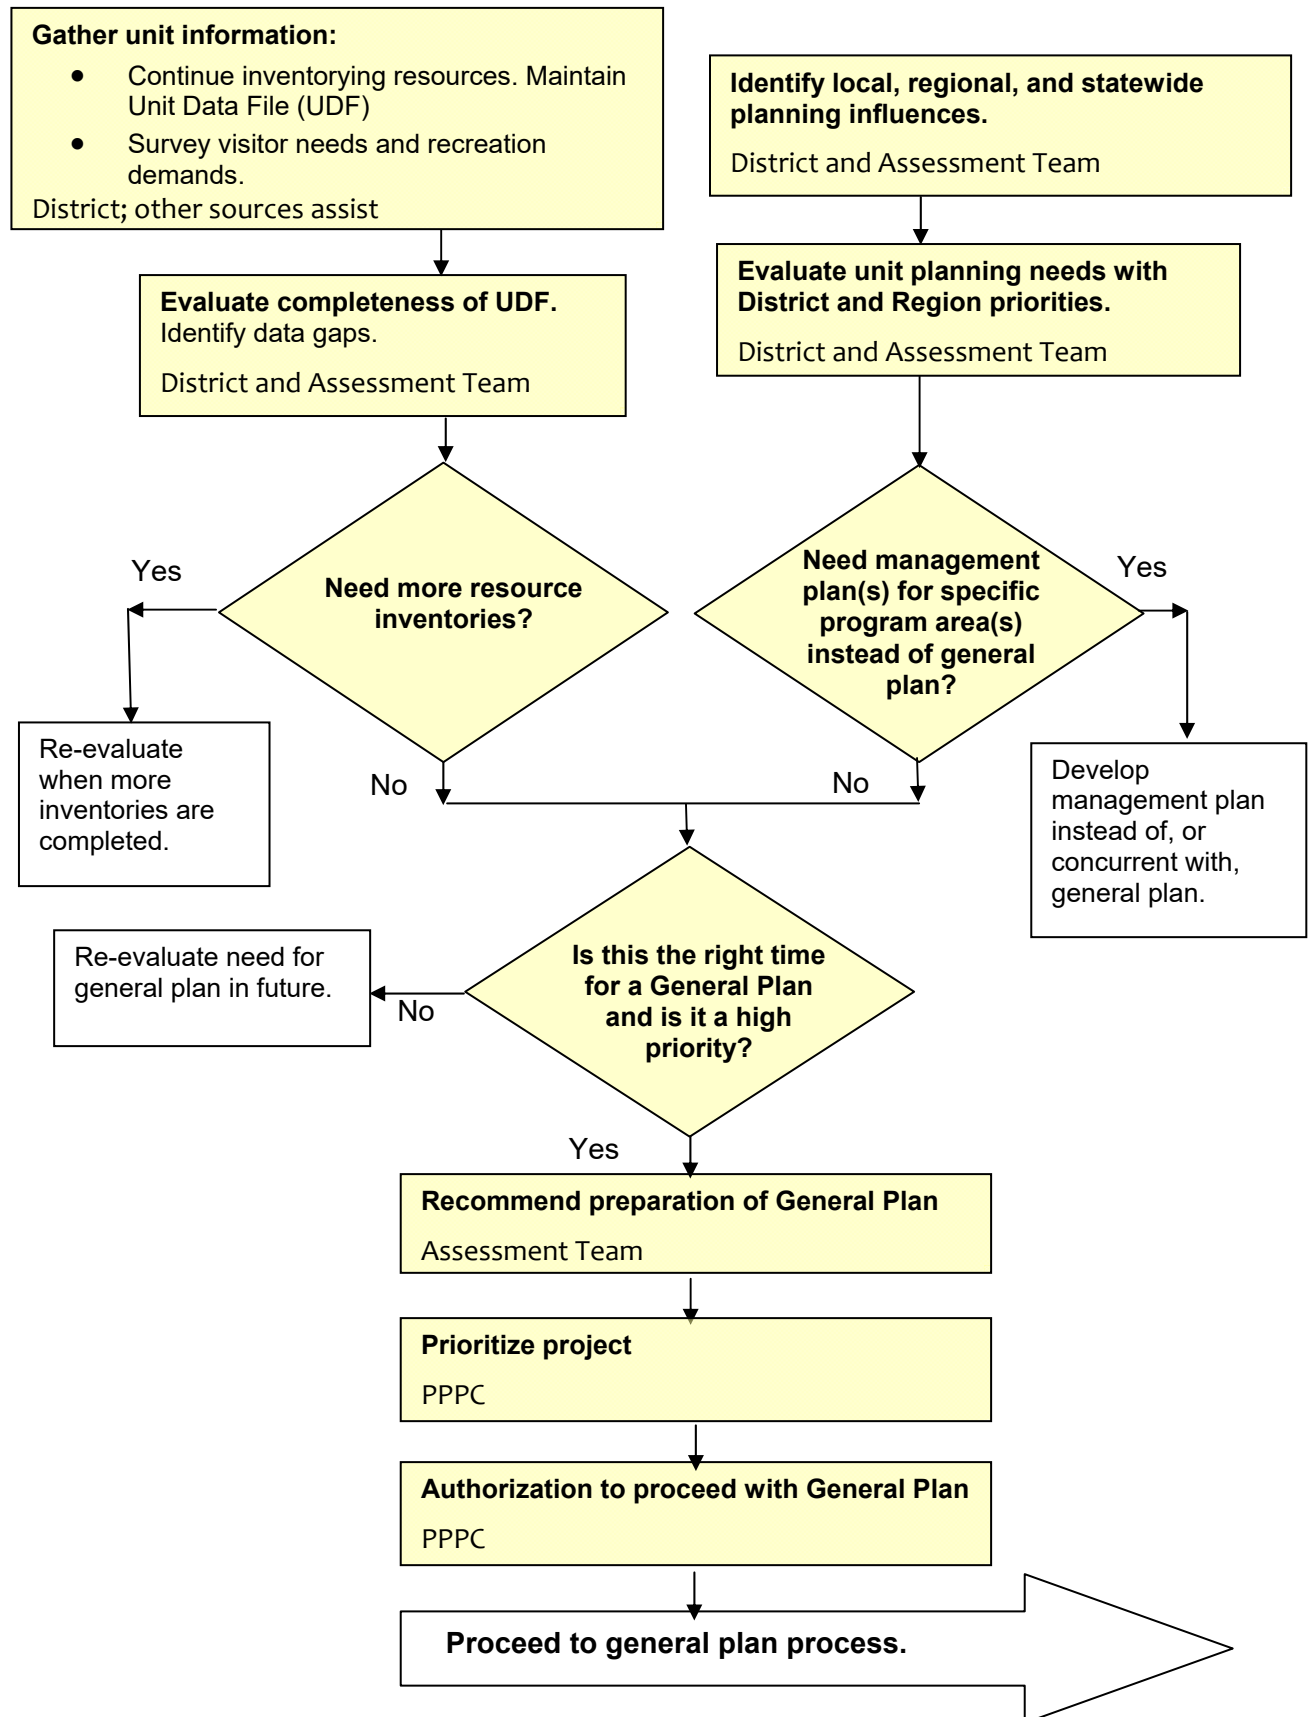 Gather unit information:
• Continue inventorying resources. Maintain
Unit Data File (UDF)
• Survey visitor needs and recreation
demands.
District; other sources assist
Identify local, regional, and statewide
planning influences.
District and Assessment Team
Evaluate completeness of UDF.
Identify data gaps.
District and Assessment Team
Evaluate unit planning needs with
District and Region priorities.
District and Assessment Team
Yes
Need more resource
inventories?
Need management
plan(s) for specific
program area(s)
instead of general
plan?
Yes
Re-evaluate
when more
inventories are
completed.
No
No
Develop
management plan
instead of, or
concurrent with,
general plan.
Re-evaluate need for
general plan in future.
No
Is this the right time
for a General Plan
and is it a high
priority?
Yes
Recommend preparation of General Plan
Assessment Team
Prioritize project
PPPC
Authorization to proceed with General Plan
PPPC
Proceed to general plan process.